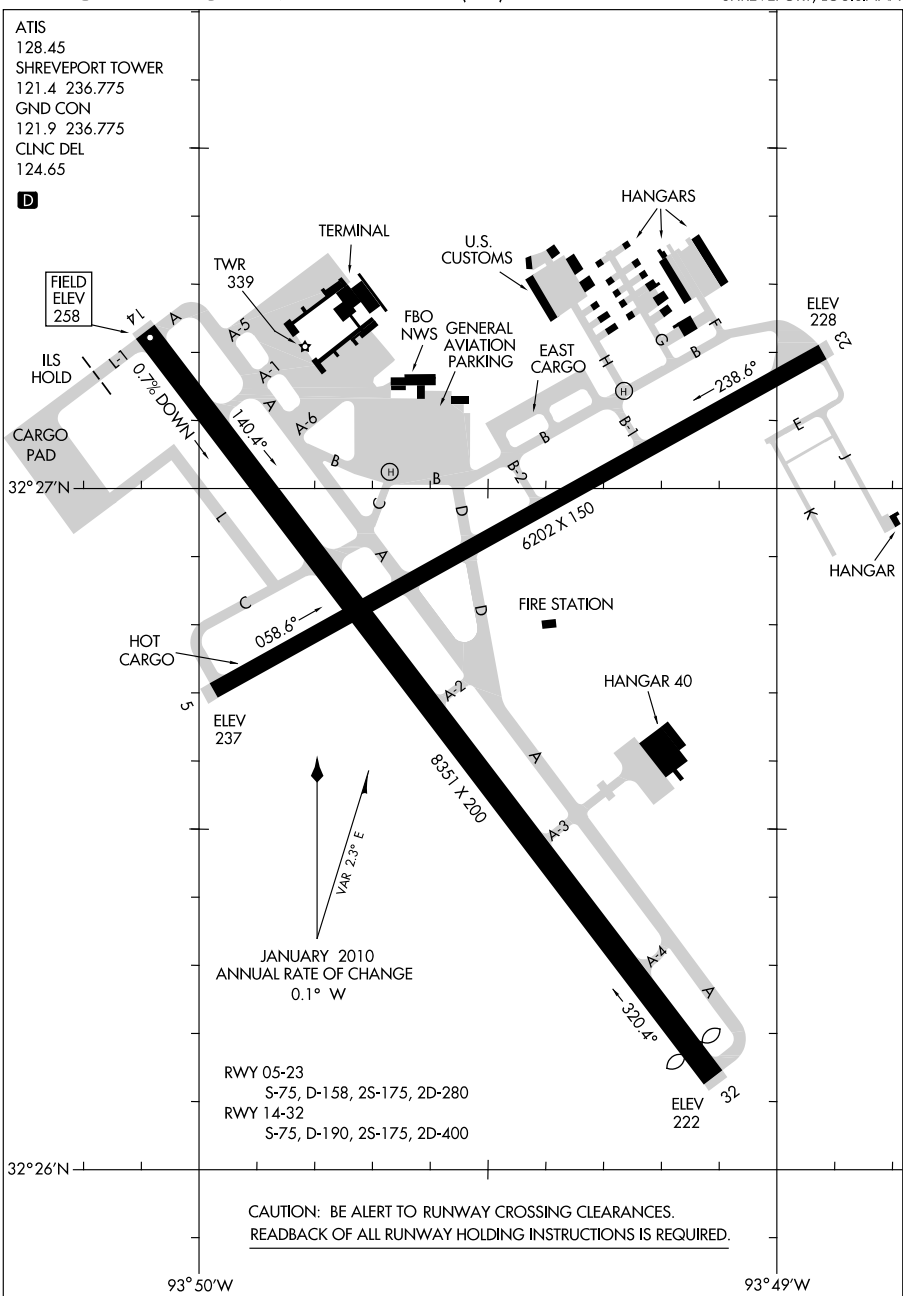 ATIS
128.45
SHREVEPORT TOWER
121.4 236.775
GND CON
121.9 236.775
CLNC DEL
124.65
D
HANGARS
TERMINAL
U.S.
CUSTOMS
TWR
339
FIELD
ELEV
258
14
A
A-5
FBO
NWS
GENERAL
AVIATION
PARKING
EAST
CARGO
ELEV
228
23
F
G
B
H
ILS
HOLD
L-1
A-1
0.7% DOWN
A
A-6
140.4°
238.6°
H
B-1
B
E
J
CARGO
PAD
B
H
B
B-2
32°27'N
C
D
K
L
6202 X 150
HANGAR
A
C
D
FIRE STATION
058.6°
HOT
CARGO
5
ELEV
237
A-2
HANGAR 40
A
8351 X 200
VAR 2.3° E
A-3
JANUARY 2010
ANNUAL RATE OF CHANGE
0.1° W
A-4
A
320.4°
RWY 05-23
S-75, D-158, 2S-175, 2D-280
RWY 14-32
S-75, D-190, 2S-175, 2D-400
32
ELEV
222
32°26'N
CAUTION: BE ALERT TO RUNWAY CROSSING CLEARANCES.
READBACK OF ALL RUNWAY HOLDING INSTRUCTIONS IS REQUIRED.
93°50'W
93°49'W